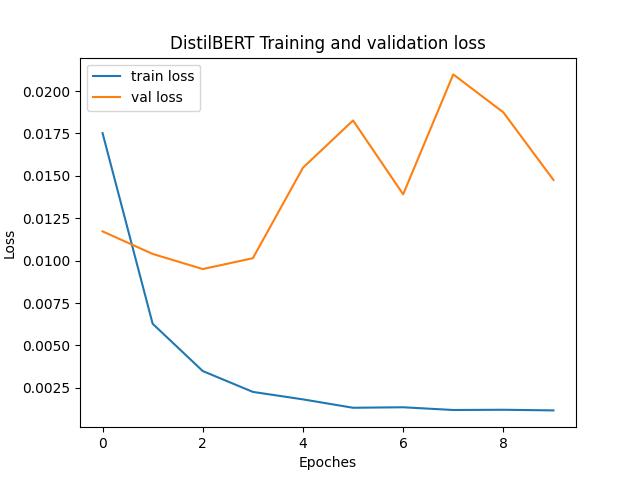 DistilBERT Training and validation loss
train loss
val loss
0.0200
0.0175
0.0150
0.0125
0.0100
0.0075
0.0050
0.0025
Loss
0 2 4 6 8
Epoches